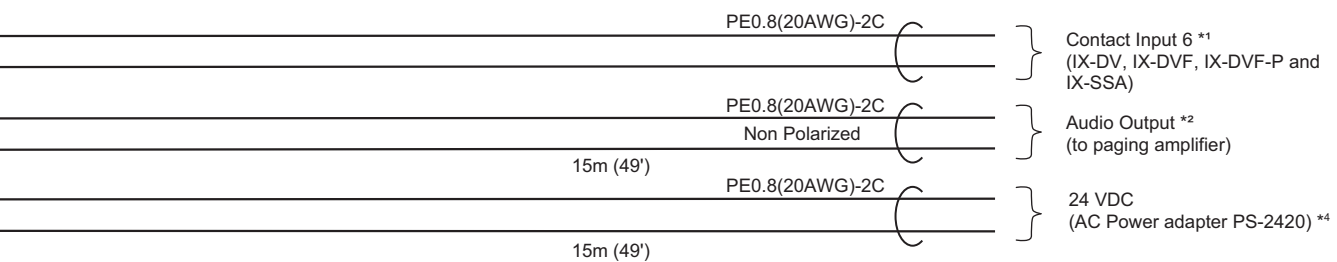 PE0.8(20AWG)-2C
Contact Input 6 *¹
(IX-DV, IX-DVF, IX-DVF-P and
IX-SSA)
PE0.8(20AWG)-2C
Non Polarized
Audio Output *²
(to paging amplifier)
15m (49')
PE0.8(20AWG)-2C
24 VDC
(AC Power adapter PS-2420) *⁴
15m (49')